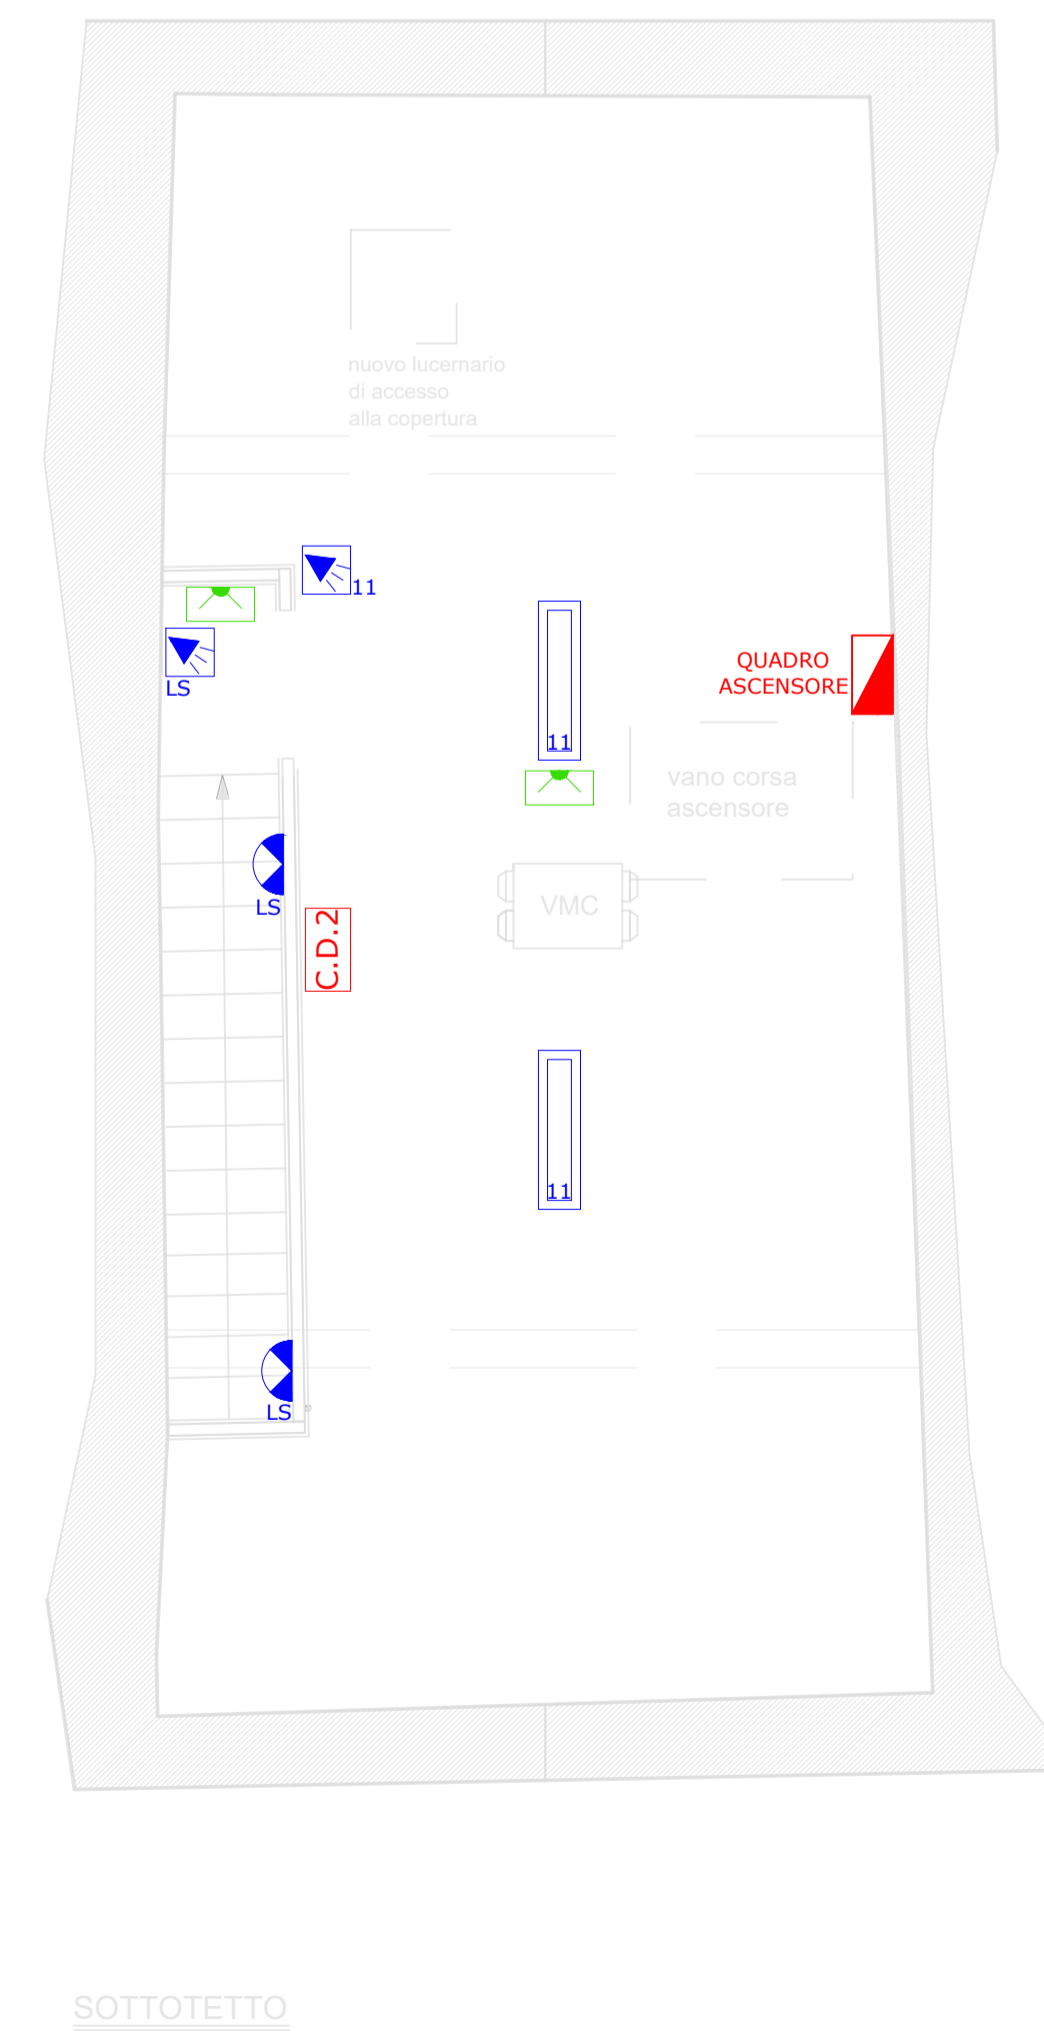 nuovo lucernario
di accesso
alla copertura
11
LS
QUADRO
ASCENSORE
11
vano corsa
ascensore
LS
VMC
C.D.2
11
LS
SOTTOTETTO